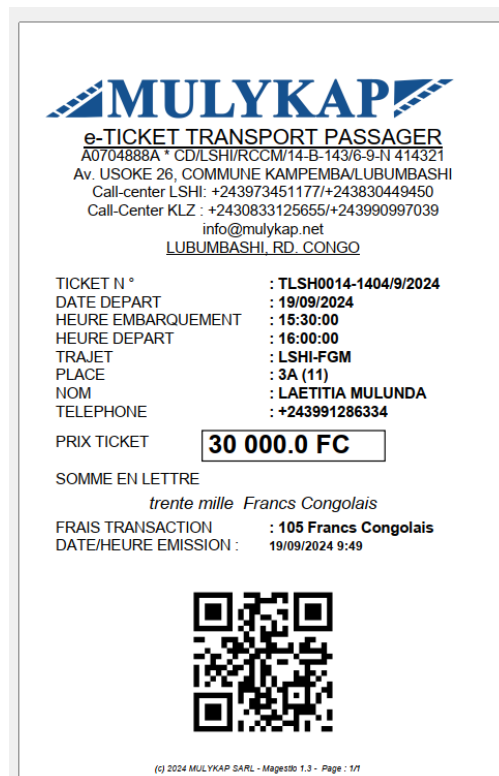 MULYKAP
e-TICKET TRANSPORT PASSAGER
A0704888A * CD/LSHI/RCCM/14-B-143/6-9-N 414321
Av. USOKE 26, COMMUNE KAMPEMBA/LUBUMBASHI
Call-center LSHI: +243973451177/+243830449450
Call-Center KLZ : +2430833125655/+243990997039
info@mulykap.net
LUBUMBASHI, RD. CONGO
TICKET N ° : TLSH0014-1404/9/2024
DATE DEPART : 19/09/2024
HEURE EMBARQUEMENT : 15:30:00
HEURE DEPART : 16:00:00
TRAJET : LSHI-FGM
PLACE : 3A (11)
NOM : LAETITIA MULUNDA
TELEPHONE : +243991286334
PRIX TICKET 30 000.0 FC
SOMME EN LETTRE
trente mille Francs Congolais
FRAIS TRANSACTION : 105 Francs Congolais
DATE/HEURE EMISSION : 19/09/2024 9:49
(c) 2024 MULYKAP SARL - Magestio 1.3 - Page : 1/1